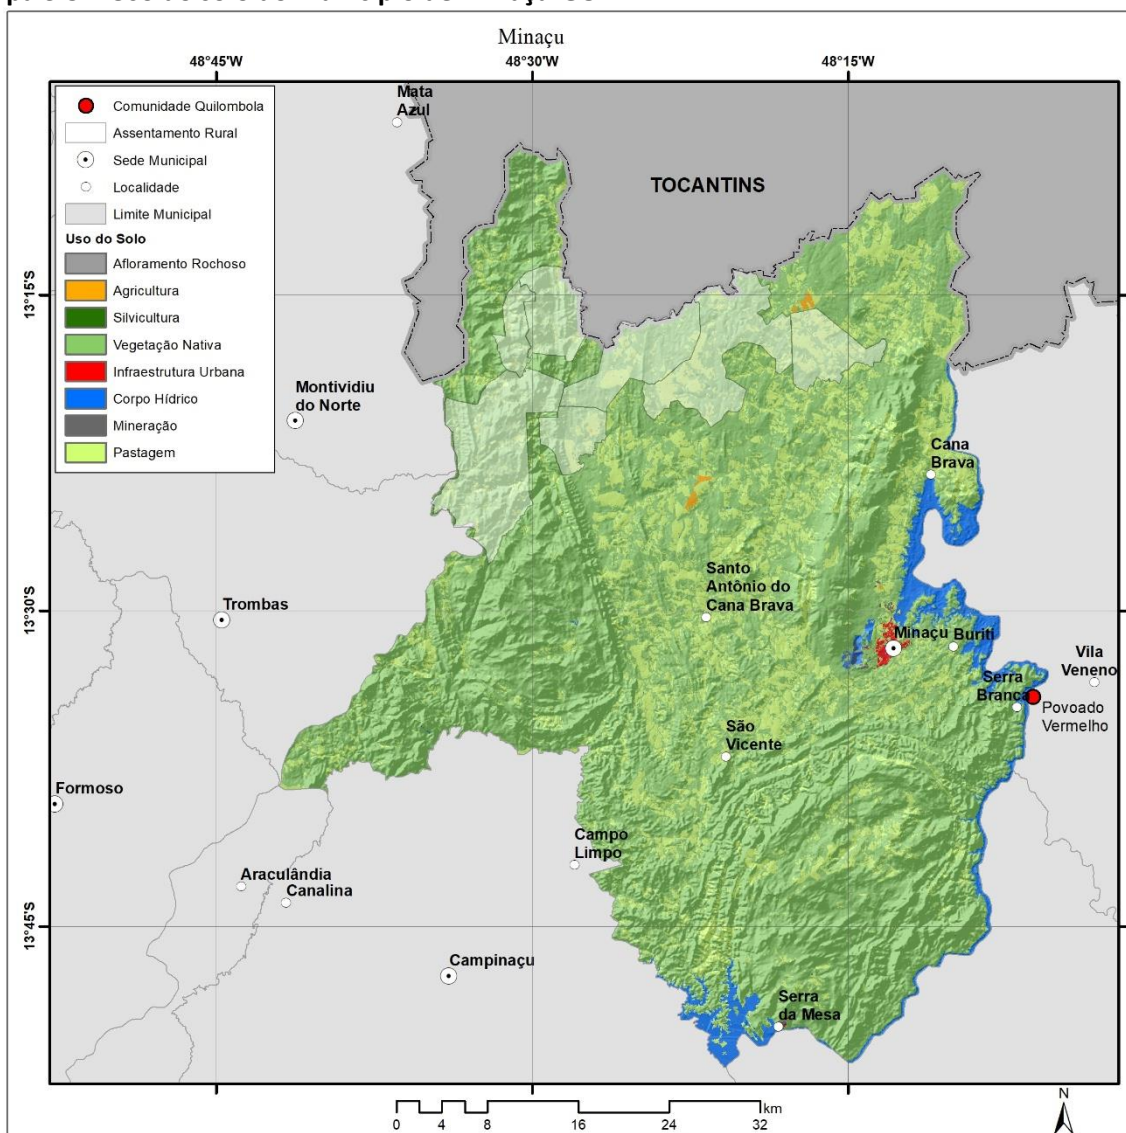 Minaçu
48°45'W
48°30'W
48°15'W
Comunidade Quilombola
Assentamento Rural
Sede Municipal
Localidade
Limite Municipal
Uso do Solo
Afloramento Rochoso
Agricultura
Silvicultura
Vegetação Nativa
Infraestrutura Urbana
Corpo Hídrico
Mineração
Pastagem
Mata
Azul
TOCANTINS
13°15'S
Montividiu
do Norte
Cana
Brava
Santo
Antônio do
Cana Brava
13°30'S
Trombas
Minaçu
Buriti
Vila
Veneno
Serra
Branca
Povoado
Vermelho
São
Vicente
Formoso
Campo
Limpo
Araculândia
Canalina
13°45'S
Campinaçu
Serra
da Mesa
N
km
0 4 8 16 24 32